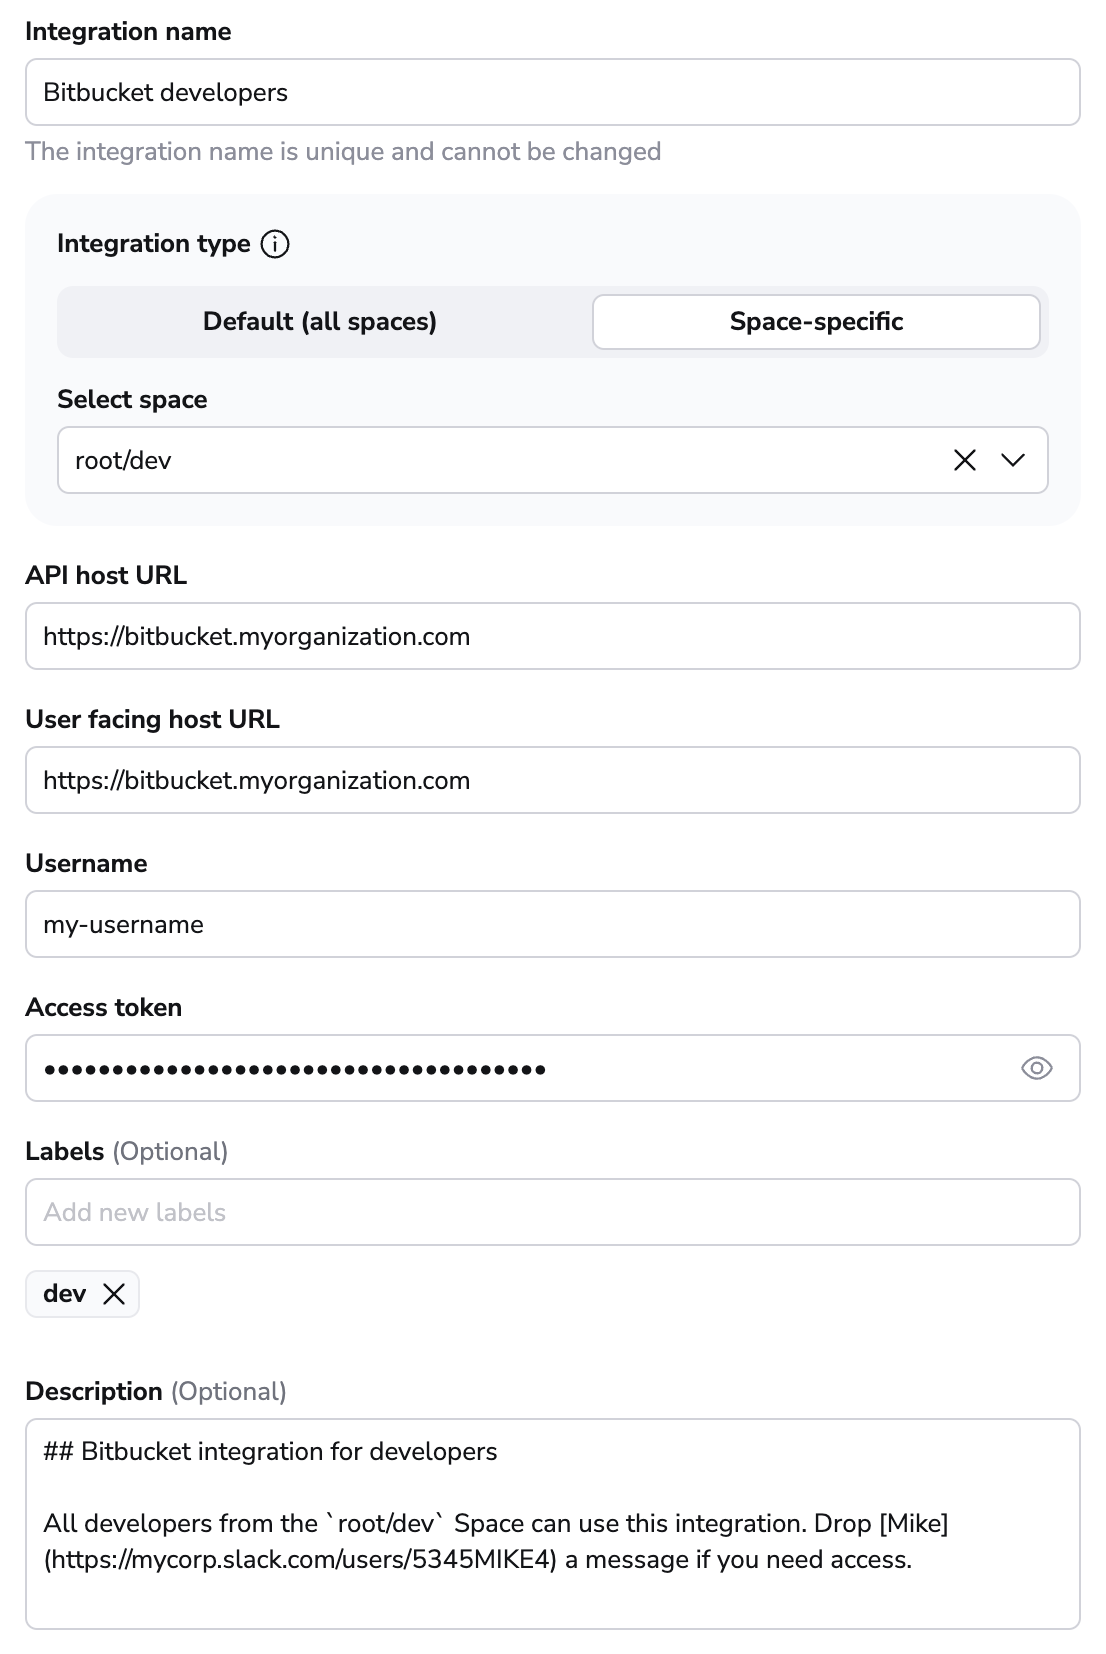 Integration name
Bitbucket developers
The integration name is unique and cannot be changed
Integration type
Default (all spaces) Space-specific
Select space
root/dev
API host URL
https://bitbucket.myorganization.com
User facing host URL
https://bitbucket.myorganization.com
Username
my-username
Access token
•••••••••••••••••••••••••••••••••••••
Labels (Optional)
Add new labels
dev
Description (Optional)
## Bitbucket integration for developers
All developers from the `root/dev` Space can use this integration. Drop [Mike]
(https://mycorp.slack.com/users/5345MIKE4) a message if you need access.